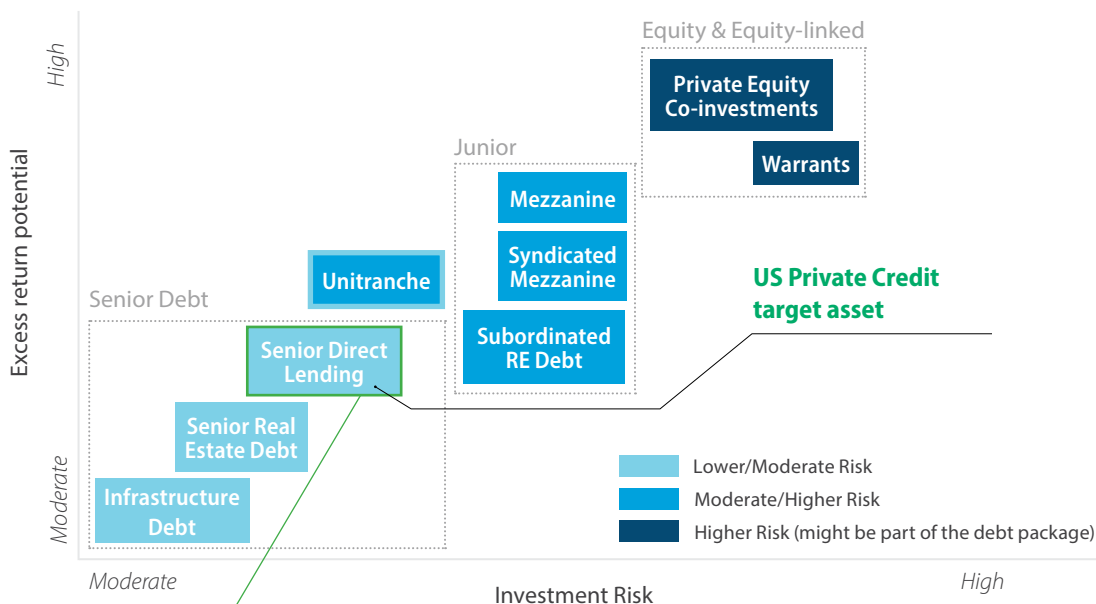 Equity & Equity-linked
High
Private Equity
Co-investments
Warrants
Junior
Mezzanine
Syndicated
Mezzanine
Subordinated
RE Debt
Excess return potential
Unitranche
US Private Credit
target asset
Senior Debt
Senior Direct
Lending
Senior Real
Estate Debt
Infrastructure
Debt
Moderate
Lower/Moderate Risk
Moderate/Higher Risk
Higher Risk (might be part of the debt package)
Moderate
Investment Risk
High